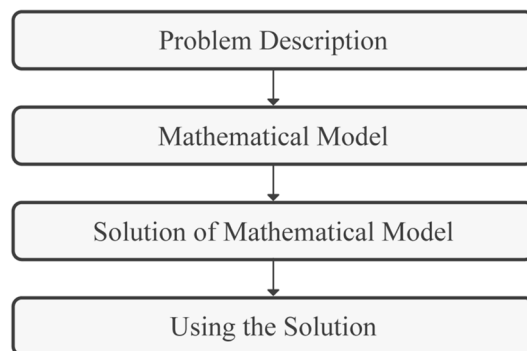 Problem Description
Mathematical Model
Solution of Mathematical Model
Using the Solution